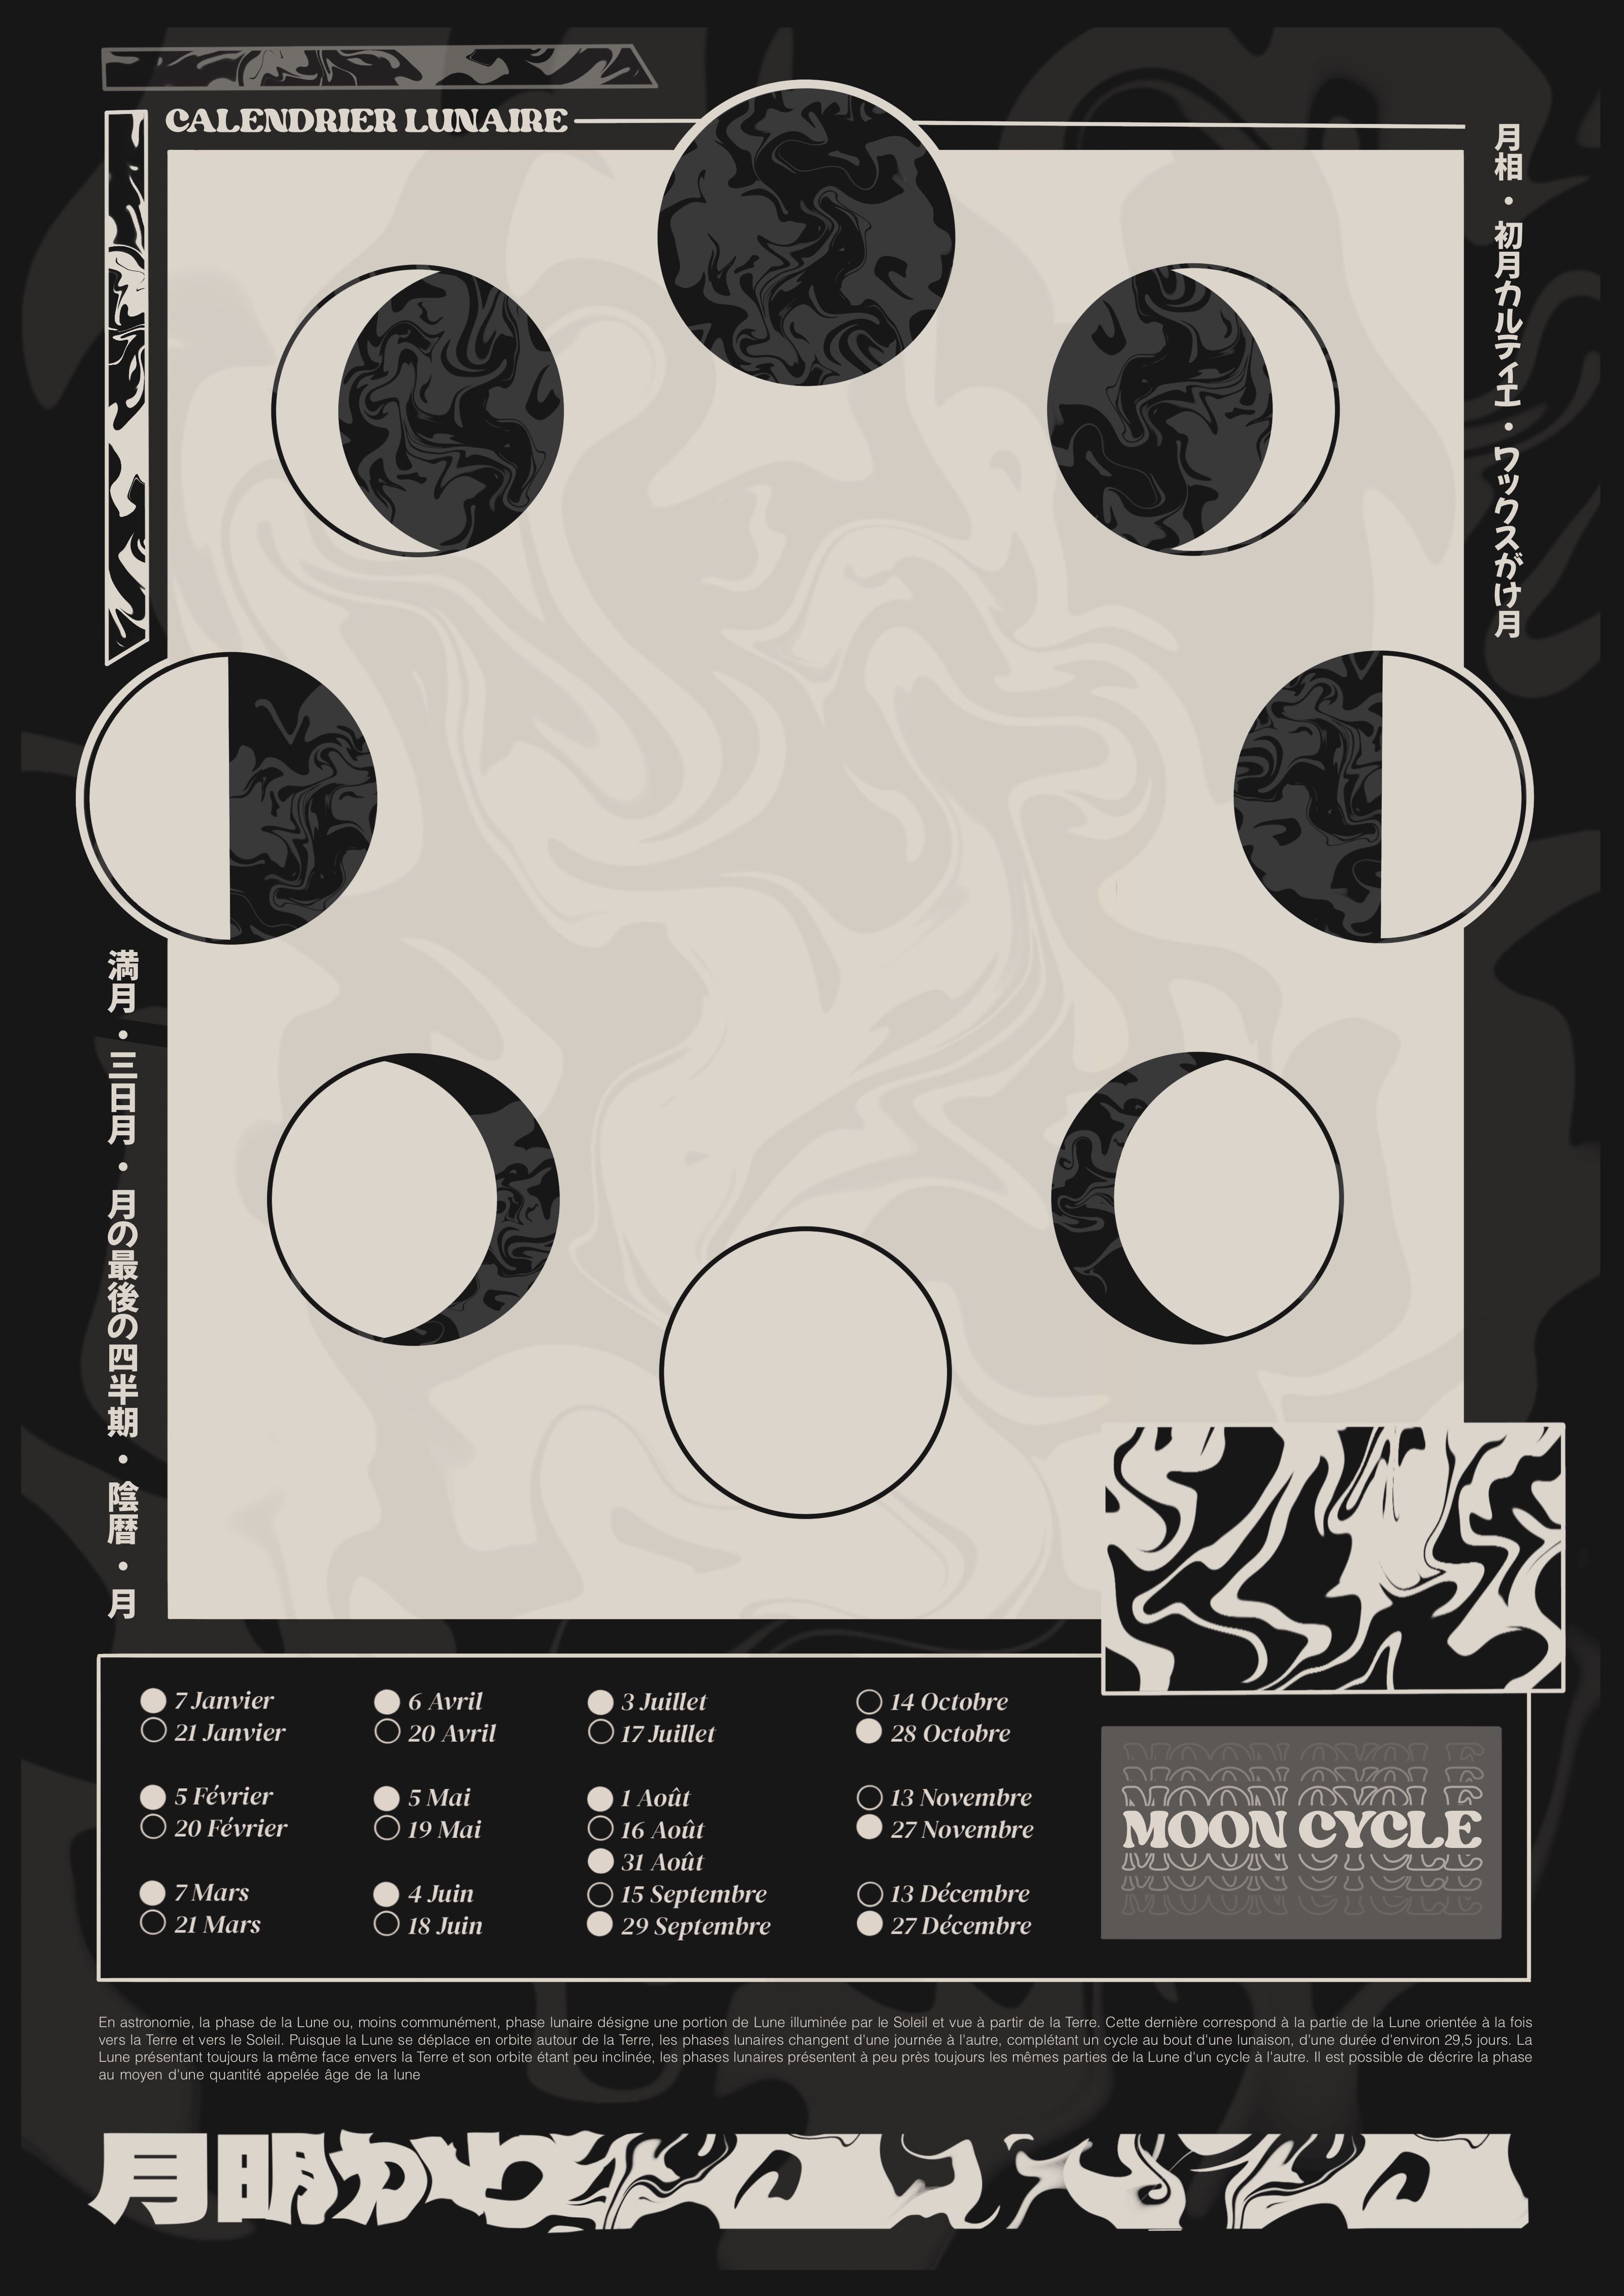 CALENDRIER LUNAIRE
月相・初月カルティエ・ワックスがけ月
満月・三日月・月の最後の四半期・陰暦・月
7 Janvier
21 Janvier
5 Février
20 Février
7 Mars
21 Mars
6 Avril
20 Avril
5 Mai
19 Mai
4 Juin
18 Juin
3 Juillet
17 Juillet
1 Août
16 Août
31 Août
15 Septembre
29 Septembre
14 Octobre
28 Octobre
13 Novembre
27 Novembre
13 Décembre
27 Décembre
MOON CYCLE
En astronomie, la phase de la Lune ou, moins communément, phase lunaire désigne une portion de Lune illuminée par le Soleil et vue à partir de la Terre. Cette dernière correspond à la partie de la Lune orientée à la fois
vers la Terre et vers le Soleil. Puisque la Lune se déplace en orbite autour de la Terre, les phases lunaires changent d'une journée à l'autre, complétant un cycle au bout d'une lunaison, d'une durée d'environ 29,5 jours. La
Lune présentant toujours la même face envers la Terre et son orbite étant peu inclinée, les phases lunaires présentent à peu près toujours les mêmes parties de la Lune d'un cycle à l'autre. Il est possible de décrire la phase
au moyen d'une quantité appelée âge de la lune
月明かり